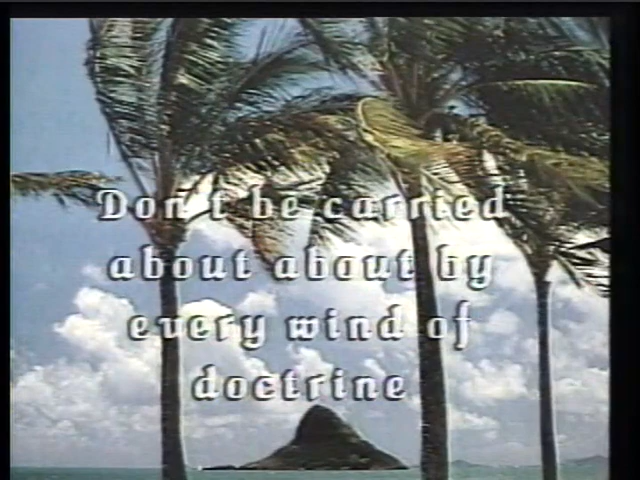 Don't be carried
about about by
every wind of
doctrine